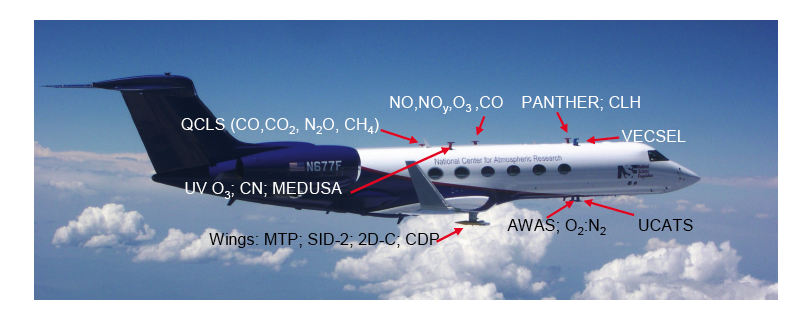 NO,NOy,O3 ,CO
PANTHER; CLH
QCLS (CO,CO2, N2O, CH4)
VECSEL
National Center for Atmospheric Research
N677F
UV O3; CN; MEDUSA
AWAS; O2:N2
UCATS
Wings: MTP; SID-2; 2D-C; CDP